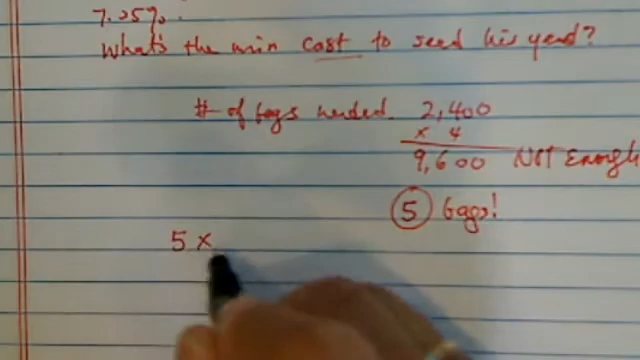 7.25%.
What's the min cost to seed his yard?
# of bags needed. 2,400
x 4
9,600 Not Enough
5 bags!
5 x